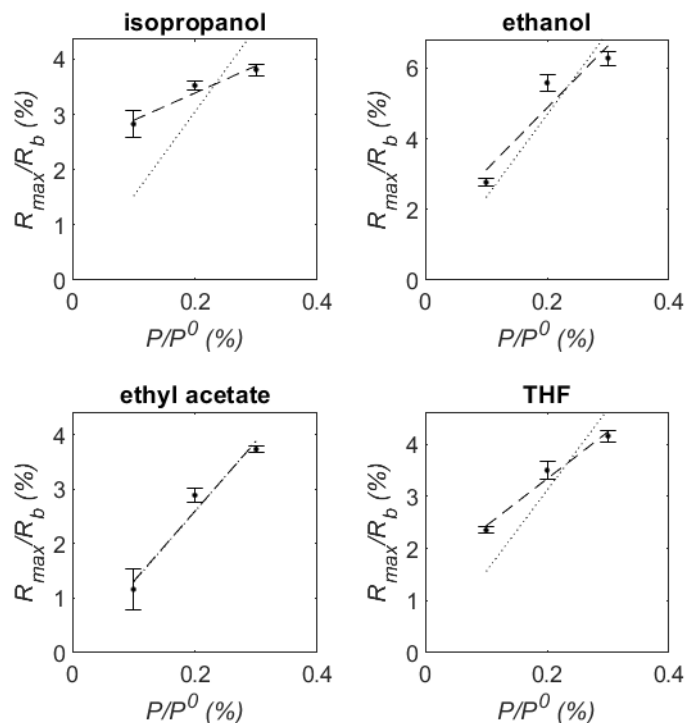 isopropanol
R_max/R_b (%)
4
3
2
1
0
0 0.2 0.4
P/P^0 (%)
ethanol
R_max/R_b (%)
6
4
2
0
0 0.2 0.4
P/P^0 (%)
ethyl acetate
R_max/R_b (%)
4
3
2
1
0
0 0.2 0.4
P/P^0 (%)
THF
R_max/R_b (%)
4
3
2
1
0
0 0.2 0.4
P/P^0 (%)